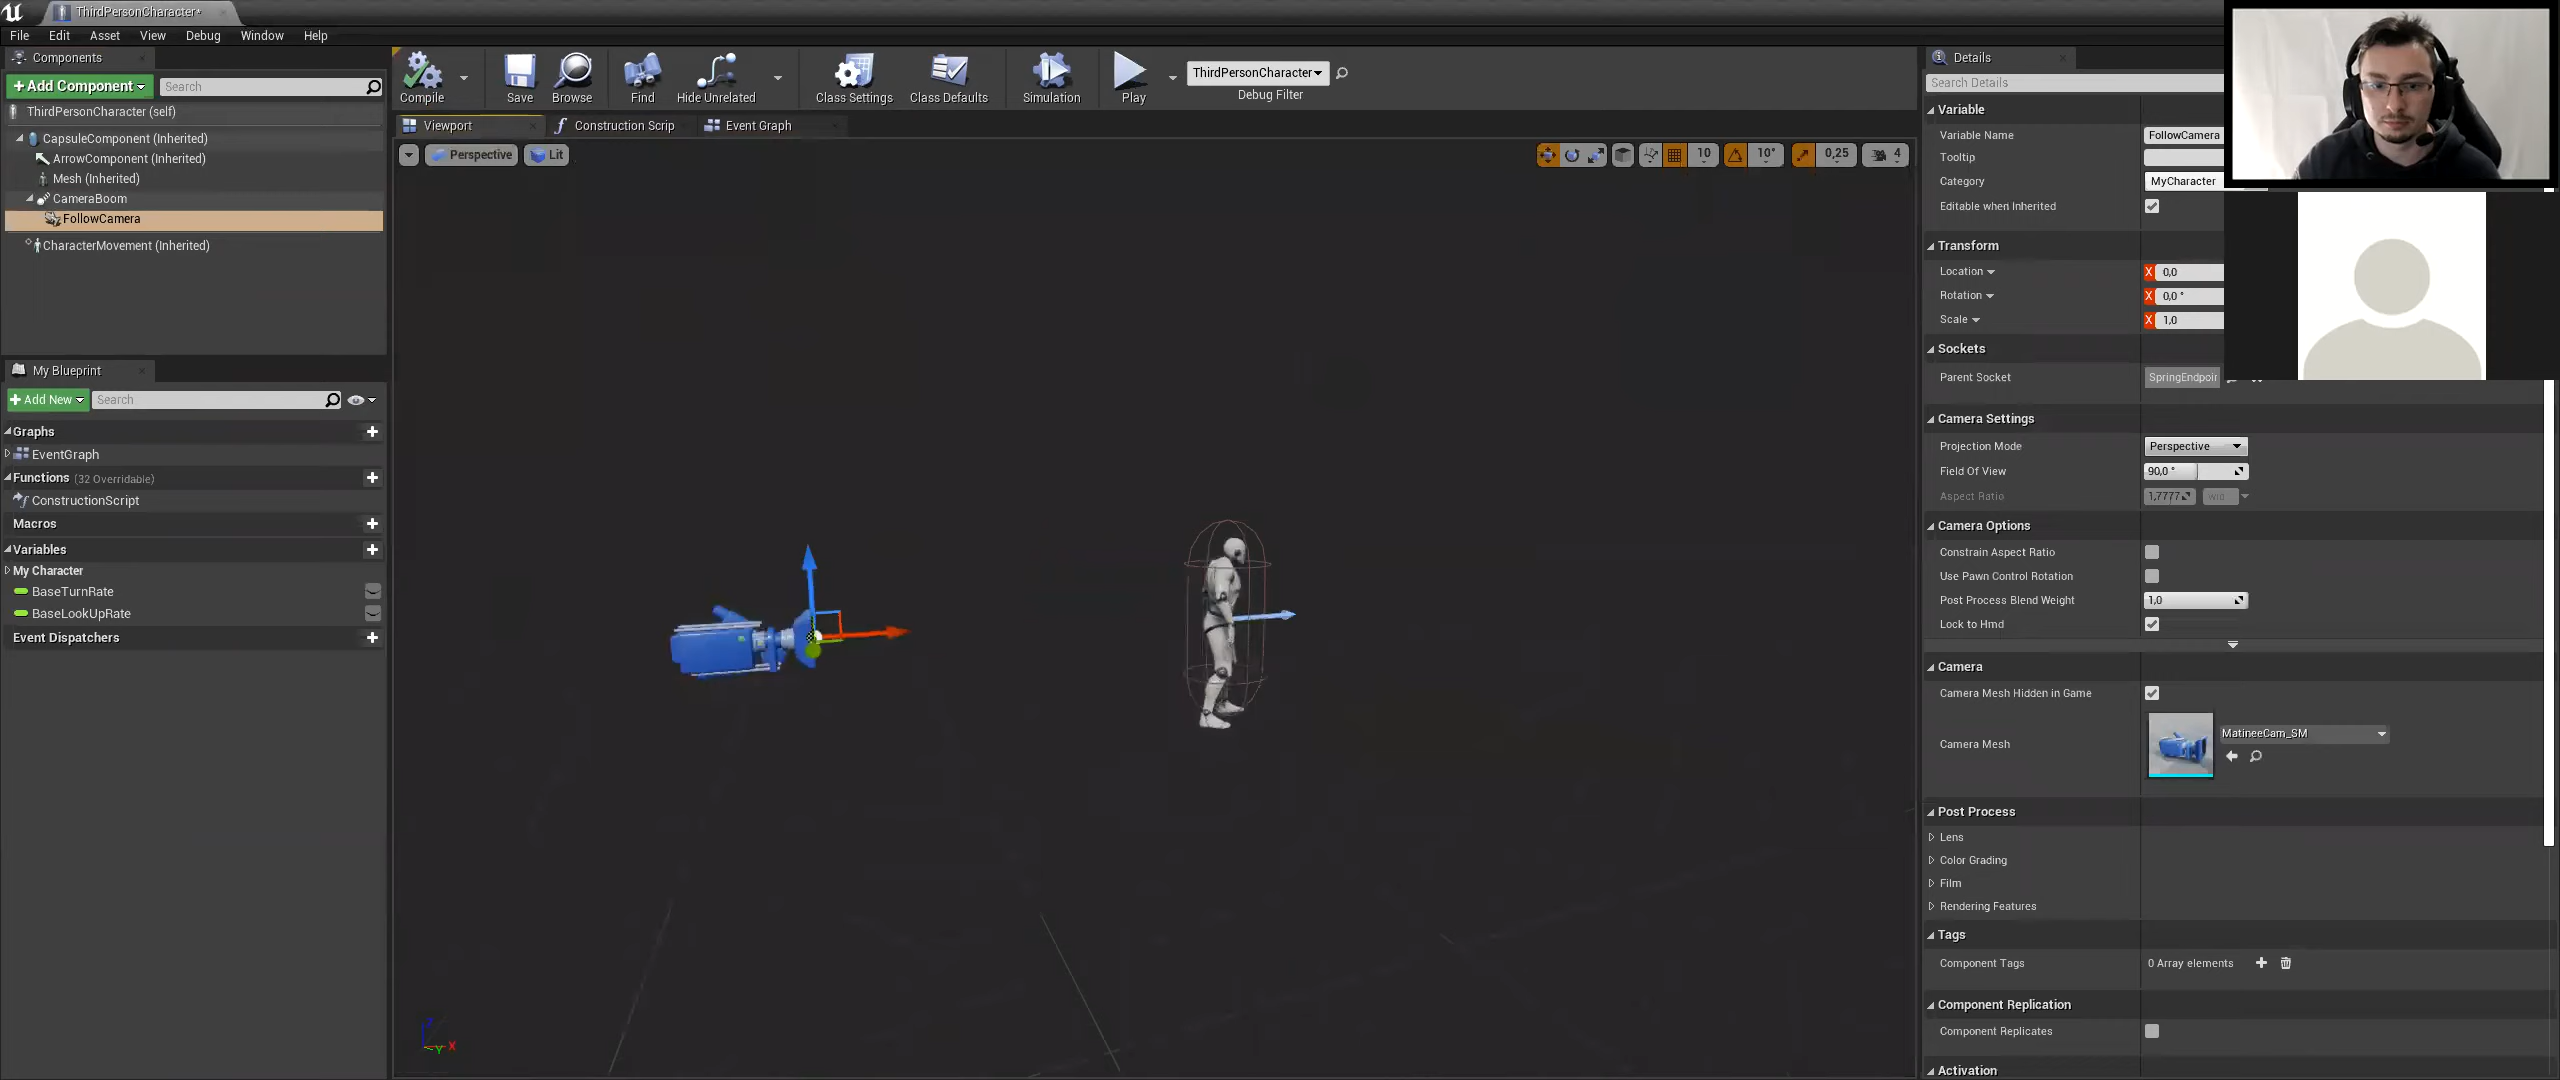 ThirdPersonCharacter*
File Edit Asset View Debug Window Help
Components
+Add Component Search
ThirdPersonCharacter (self)
CapsuleComponent (Inherited)
ArrowComponent (Inherited)
Mesh (Inherited)
CameraBoom
FollowCamera
CharacterMovement (Inherited)
My Blueprint
+Add New Search
Graphs
EventGraph
Functions (32 Overridable)
ConstructionScript
Macros
Variables
My Character
BaseTurnRate
BaseLookUpRate
Event Dispatchers
Compile Save Browse Find Hide Unrelated Class Settings Class Defaults Simulation Play
ThirdPersonCharacter
Debug Filter
Viewport Construction Scrip Event Graph
Perspective Lit 10 10° 0,25 4
Z
Y X
Details
Search Details
Variable
Variable Name FollowCamera
Tooltip
Category MyCharacter
Editable when Inherited
Transform
Location X 0,0
Rotation X 0,0 °
Scale X 1,0
Sockets
Parent Socket SpringEndpoir
Camera Settings
Projection Mode Perspective
Field Of View 90,0 °
Aspect Ratio 1,7777
Camera Options
Constrain Aspect Ratio
Use Pawn Control Rotation
Post Process Blend Weight 1,0
Lock to Hmd
Camera
Camera Mesh Hidden in Game
Camera Mesh MatineeCam_SM
Post Process
Lens
Color Grading
Film
Rendering Features
Tags
Component Tags 0 Array elements
Component Replication
Component Replicates
Activation